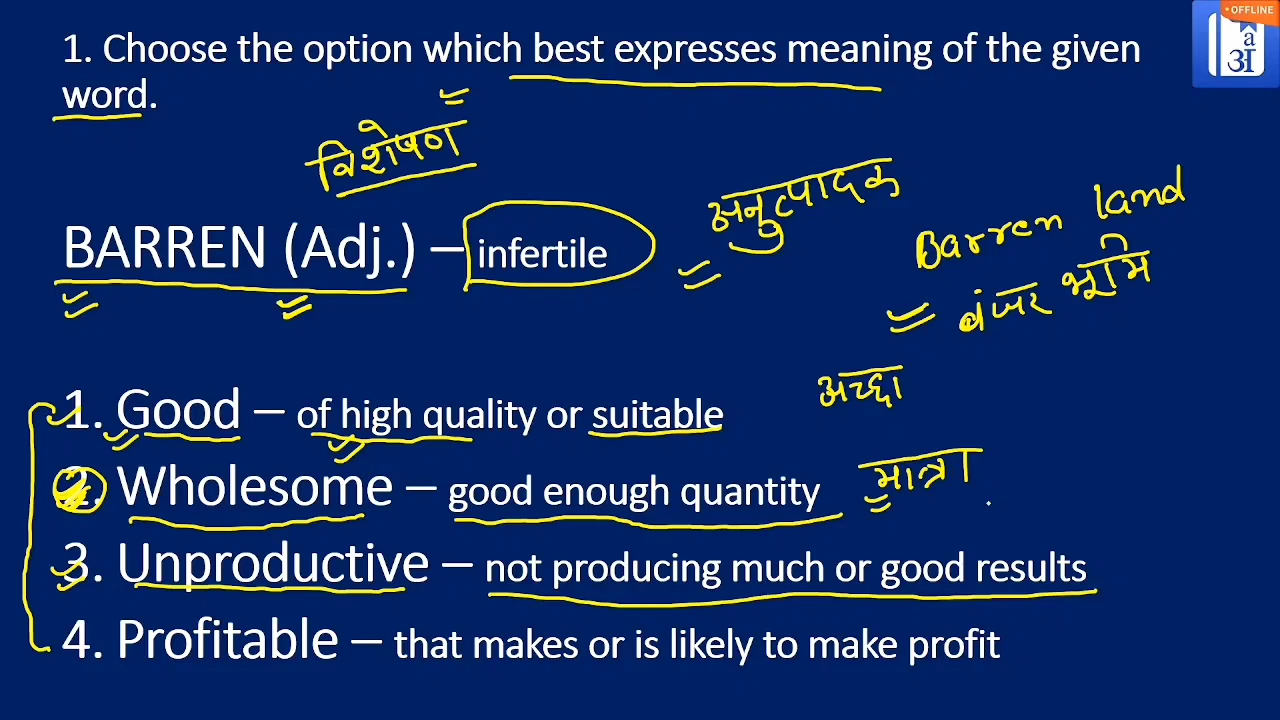 OFFLINE
a
अ
1. Choose the option which best expresses meaning of the given
word.
विशेषण
BARREN (Adj.) – infertile
अनुत्पादक
Barren land
बंजर भूमि
1. Good – of high quality or suitable
अच्छा
2. Wholesome – good enough quantity
मात्रा
3. Unproductive – not producing much or good results
4. Profitable – that makes or is likely to make profit